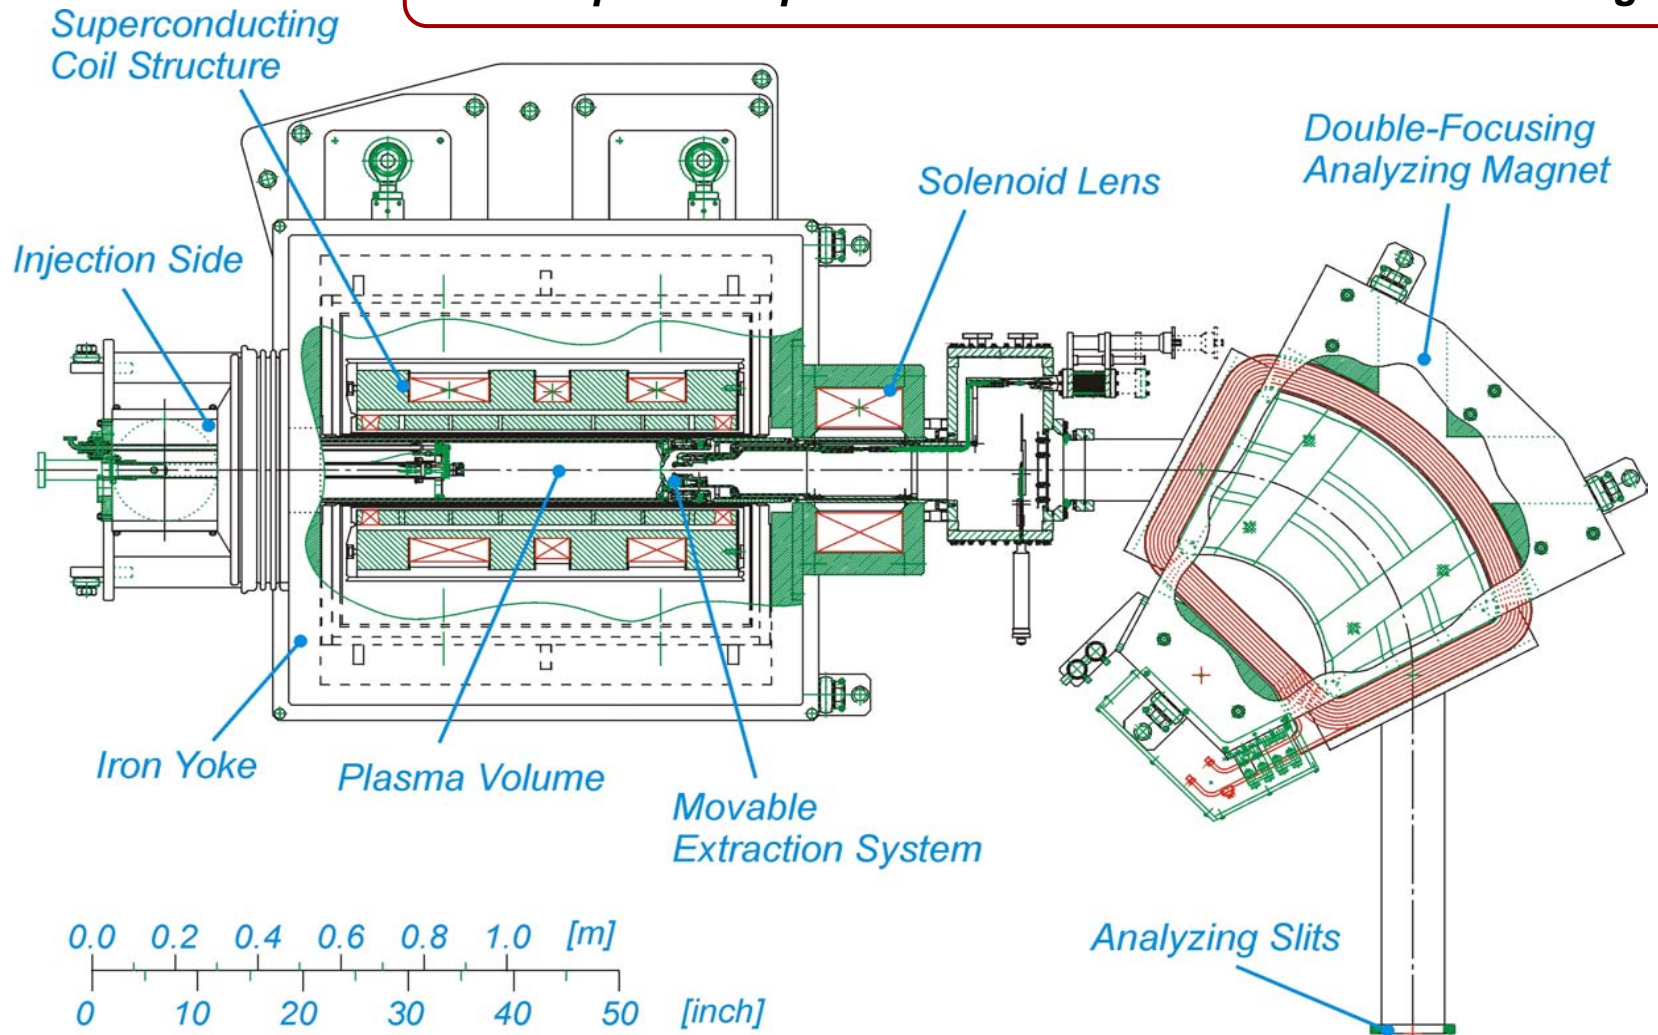 Superconducting
Coil Structure
Double-Focusing
Analyzing Magnet
Solenoid Lens
Injection Side
Iron Yoke
Plasma Volume
Movable
Extraction System
Analyzing Slits
0.0 0.2 0.4 0.6 0.8 1.0 [m]
0 10 20 30 40 50 [inch]